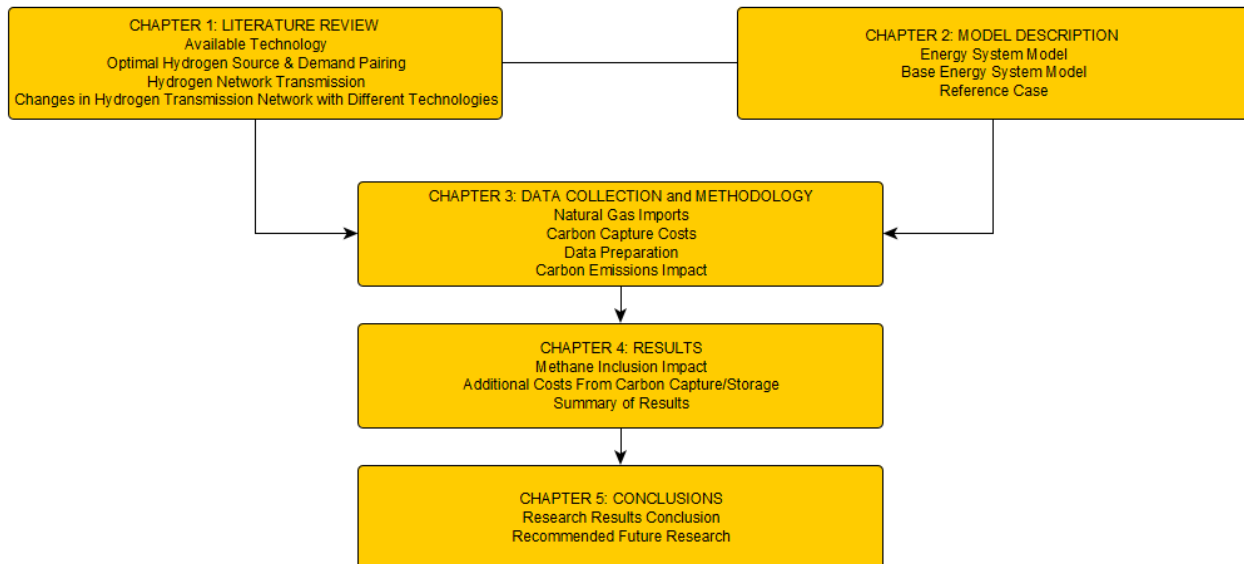 CHAPTER 1: LITERATURE REVIEW
Available Technology
Optimal Hydrogen Source & Demand Pairing
Hydrogen Network Transmission
Changes in Hydrogen Transmission Network with Different Technologies
CHAPTER 2: MODEL DESCRIPTION
Energy System Model
Base Energy System Model
Reference Case
CHAPTER 3: DATA COLLECTION and METHODOLOGY
Natural Gas Imports
Carbon Capture Costs
Data Preparation
Carbon Emissions Impact
CHAPTER 4: RESULTS
Methane Inclusion Impact
Additional Costs From Carbon Capture/Storage
Summary of Results
CHAPTER 5: CONCLUSIONS
Research Results Conclusion
Recommended Future Research